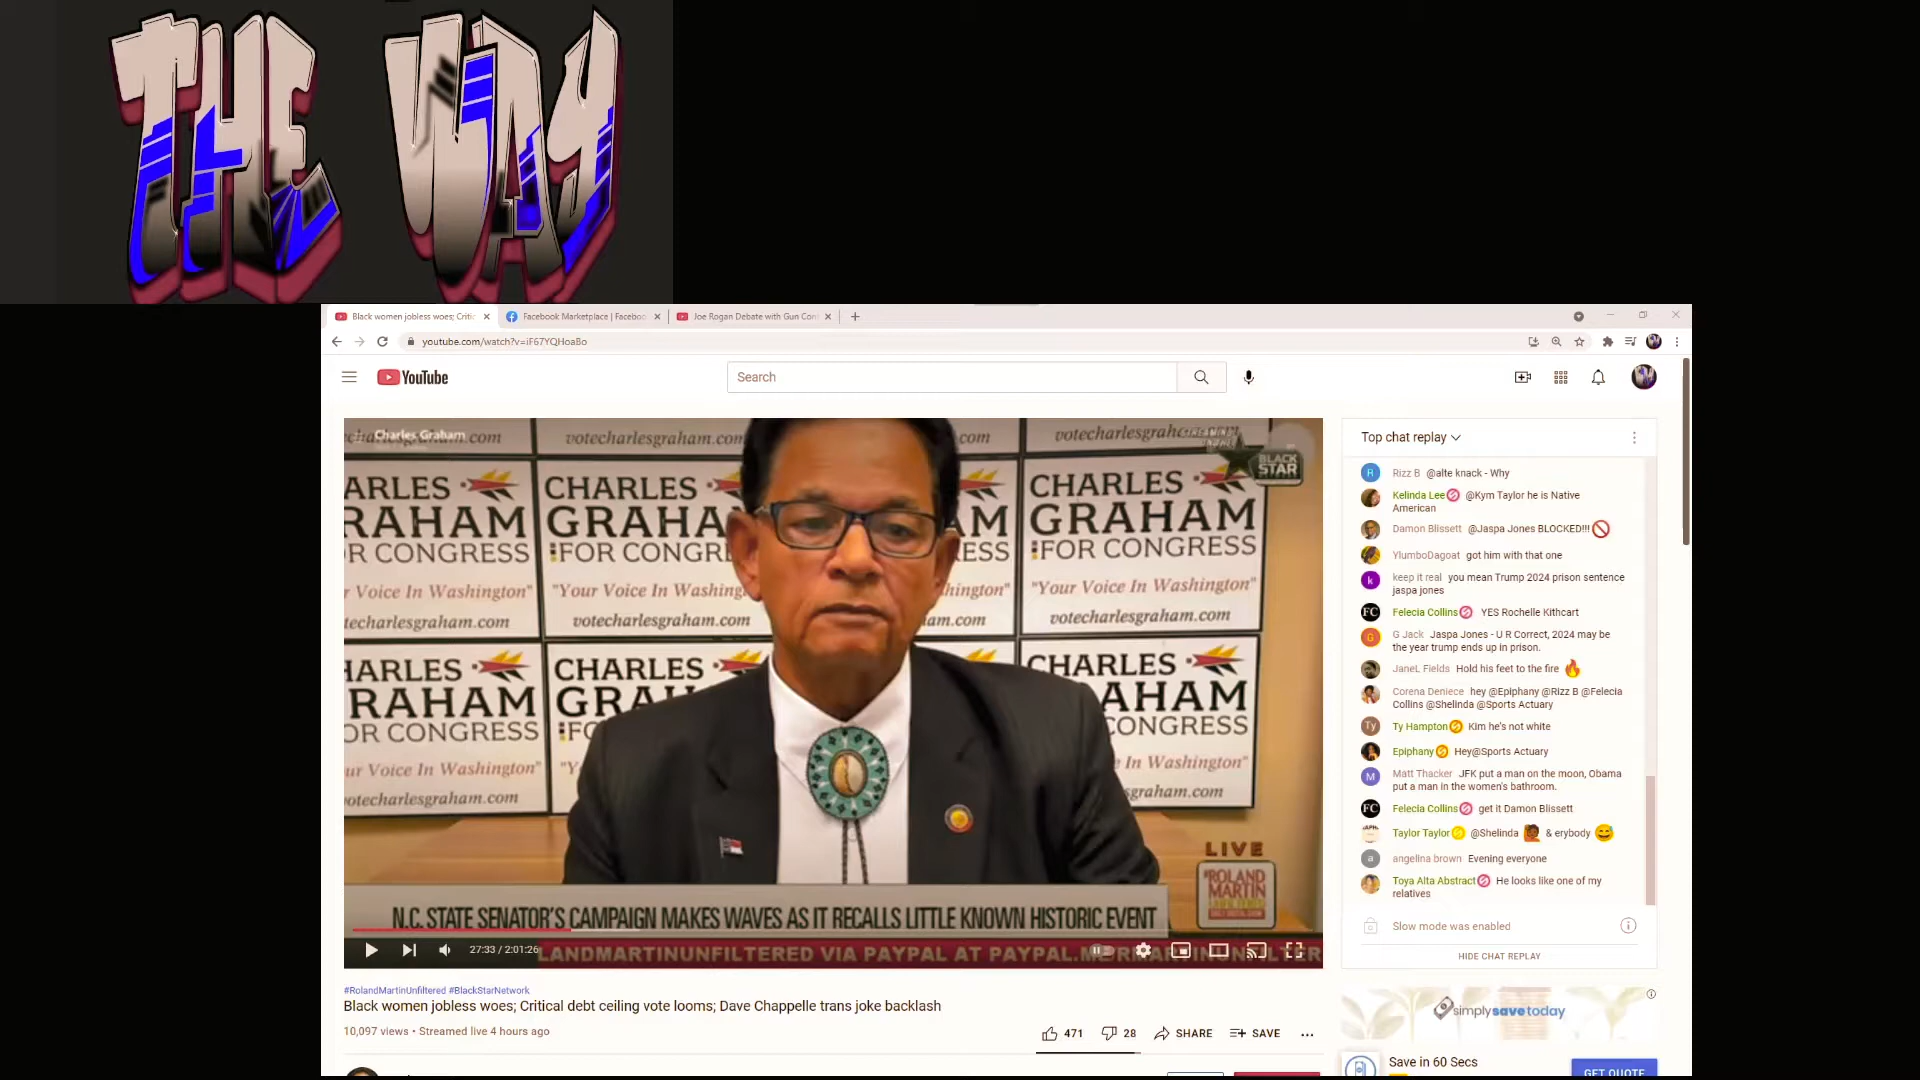 THE WAY
Black women jobless woes; Critic
Facebook Marketplace | Faceboo
Joe Rogan Debate with Gun Con
youtube.com/watch?v=iF67YQHoaBo
YouTube
Search
Charles Graham
BLACK
STAR
votecharlesgraham.com
CHARLES
GRAHAM
FOR CONGRESS
"Your Voice In Washington"
votecharlesgraham.com
CHARLES
GRAHAM
FOR CONGRESS
"Your Voice In Washington"
votecharlesgraham.com
LIVE
#ROLAND
MARTIN
N.C. STATE SENATOR'S CAMPAIGN MAKES WAVES AS IT RECALLS LITTLE KNOWN HISTORIC EVENT
27:33 / 2:01:26
LANDMARTINUNFILTERED VIA PAYPAL AT PAYPAL.ME/RMARTINUNFILTER
#RolandMartinUnfiltered #BlackStarNetwork
Black women jobless woes; Critical debt ceiling vote looms; Dave Chappelle trans joke backlash
10,097 views • Streamed live 4 hours ago
471
28
SHARE
SAVE
Top chat replay
Rizz B @alte knack - Why
Kelinda Lee @Kym Taylor he is Native
American
Damon Blissett @Jaspa Jones BLOCKED!!!
YlumboDagoat got him with that one
keep it real you mean Trump 2024 prison sentence
jaspa jones
Felecia Collins YES Rochelle Kithcart
G Jack Jaspa Jones - U R Correct, 2024 may be
the year trump ends up in prison.
JaneL Fields Hold his feet to the fire
Corena Deniece hey @Epiphany @Rizz B @Felecia
Collins @Shelinda @Sports Actuary
Ty Hampton Kim he's not white
Epiphany Hey@Sports Actuary
Matt Thacker JFK put a man on the moon, Obama
put a man in the women's bathroom.
Felecia Collins get it Damon Blissett
Taylor Taylor @Shelinda & erybody
angelina brown Evening everyone
Toya Alta Abstract He looks like one of my
relatives
Slow mode was enabled
HIDE CHAT REPLAY
simplysavetoday
Save in 60 Secs
GET QUOTE